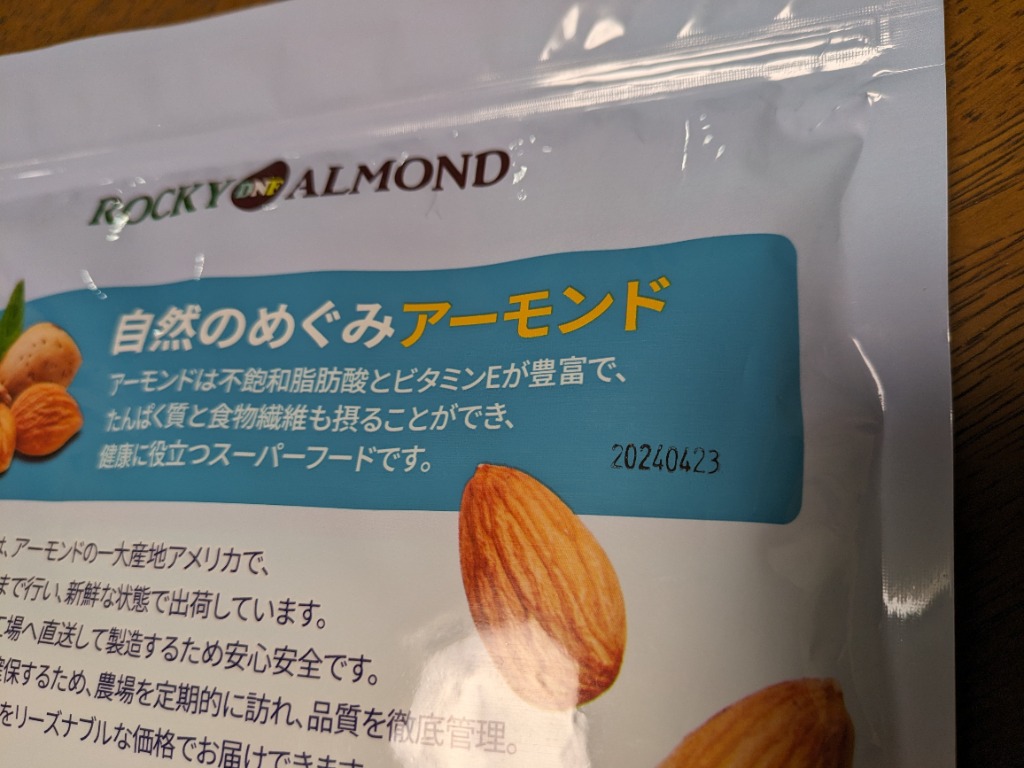 ROCKY DNF ALMOND
自然のめぐみアーモンド
アーモンドは不飽和脂肪酸とビタミンEが豊富で、
たんぱく質と食物繊維も摂ることができ、
健康に役立つスーパーフードです。
20240423
は、アーモンドの一大産地アメリカで、
まで行い、新鮮な状態で出荷しています。
工場へ直送して製造するため安心安全です。
確保するため、農場を定期的に訪れ、品質を徹底管理。
をリーズナブルな価格でお届けできます